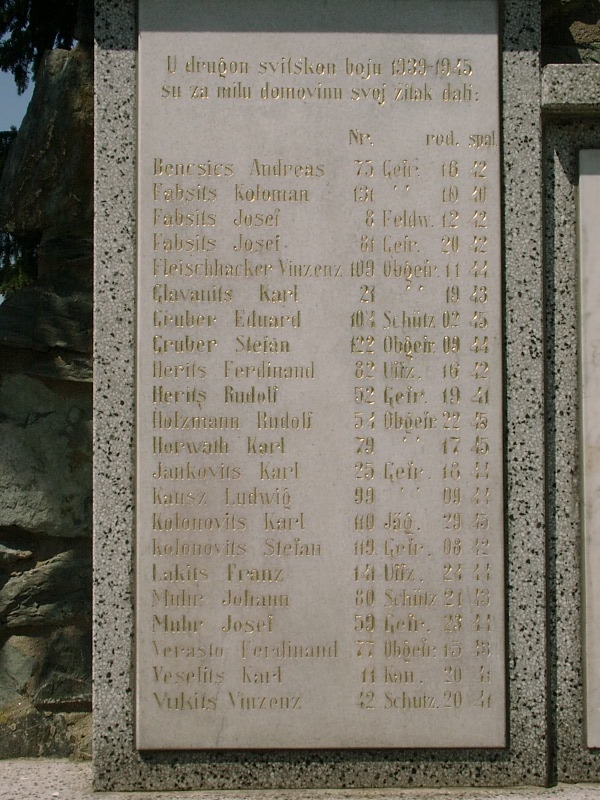 U drugon svitskon boju 1939-1945
su za milu domovinu svoj žitak dali:
Nr. rod. spal
Bencsics Andreas 75 Gefr. 16 42
Fabsits Koloman 131 " 10 40
Fabsits Josef 8 Feldw. 12 42
Fabsits Josef 81 Gefr. 20 42
Fleischhacker Vinzenz 109 Obgefr. 11 44
Glavanits Karl 21 " 19 43
Gruber Eduard 104 Schütz 02 45
Gruber Stefan 122 Obgefr. 09 44
Herits Ferdinand 82 Uffz. 16 42
Herits Rudolf 52 Gefr. 19 41
Holzmann Rudolf 54 Obgefr. 22 45
Horwath Karl 79 " 17 45
Jankovits Karl 25 Gefr. 18 44
Kausz Ludwig 99 " 09 44
Kolonovits Karl 110 Jäg. 29 45
Kolonovits Stefan 119 Gefr. 08 42
Lakits Franz 141 Uffz. 24 44
Muhr Johann 80 Schütz 21 43
Muhr Josef 59 Gefr. 23 44
Verasto Ferdinand 77 Obgefr. 15 43
Veselits Karl 11 Kan. 20 41
Vukits Vinzenz 42 Schütz. 20 41